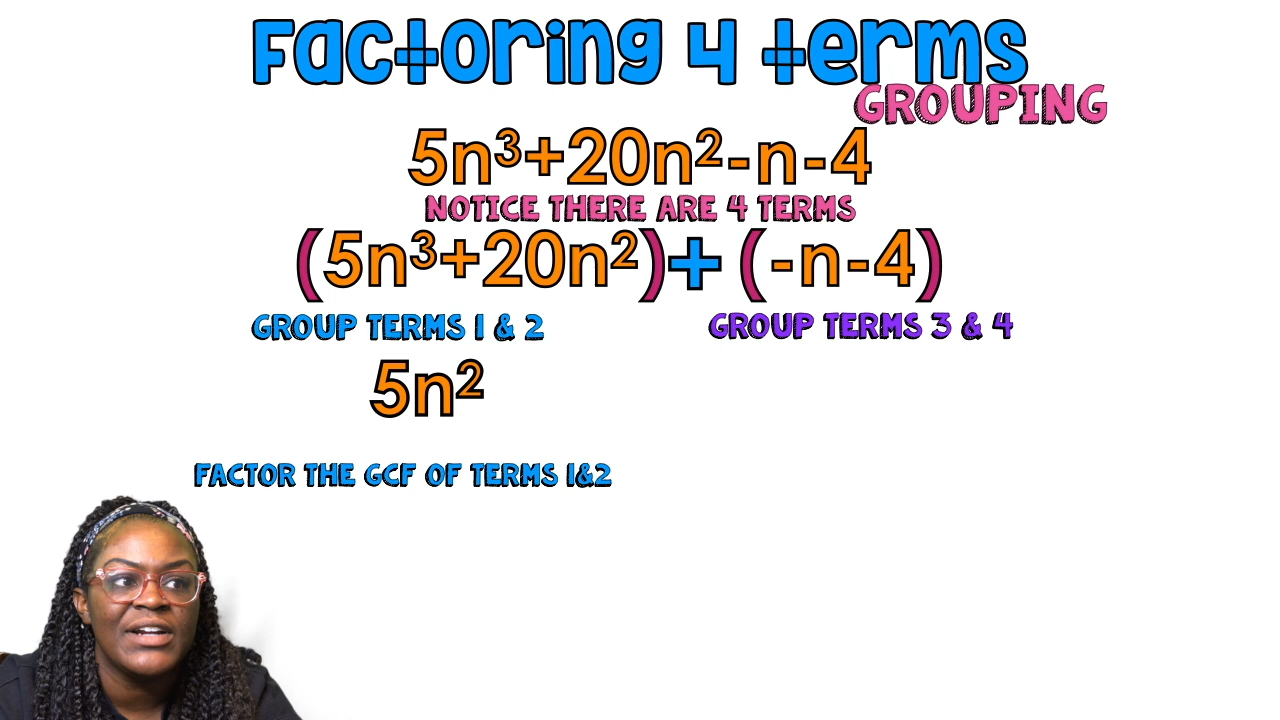 Factoring 4 terms
GROUPING
5n³+20n²-n-4
NOTICE THERE ARE 4 TERMS
(5n³+20n²)+(-n-4)
GROUP TERMS 1 & 2 GROUP TERMS 3 & 4
5n²
FACTOR THE GCF OF TERMS 1&2